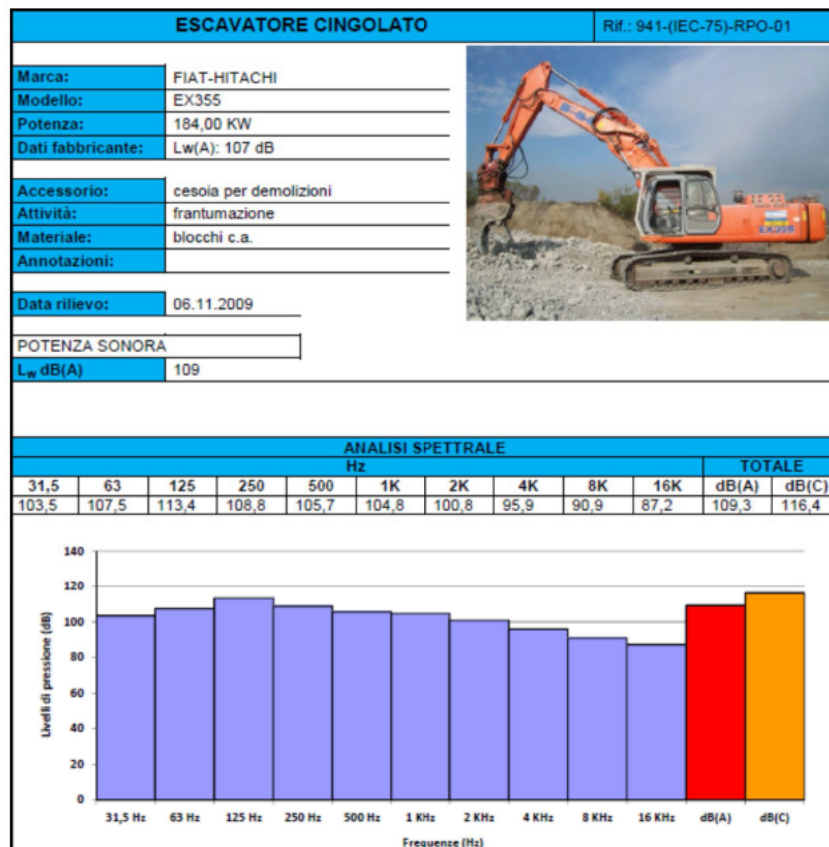 ESCAVATORE CINGOLATO Rif.: 941-(IEC-75)-RPO-01
Marca: FIAT-HITACHI
Modello: EX355
Potenza: 184,00 KW
Dati fabbricante: Lw(A): 107 dB
Accessorio: cesoia per demolizioni
Attività: frantumazione
Materiale: blocchi c.a.
Annotazioni:
EX355
Data rilievo: 06.11.2009
POTENZA SONORA
Lw dB(A) 109
ANALISI SPETTRALE
Hz TOTALE
31,5 63 125 250 500 1K 2K 4K 8K 16K dB(A) dB(C)
103,5 107,5 113,4 108,8 105,7 104,8 100,8 95,9 90,9 87,2 109,3 116,4
Livelli di pressione (dB)
140
120
100
80
60
40
20
0
31,5 Hz 63 Hz 125 Hz 250 Hz 500 Hz 1 KHz 2 KHz 4 KHz 8 KHz 16 KHz dB(A) dB(C)
Frequenze (Hz)